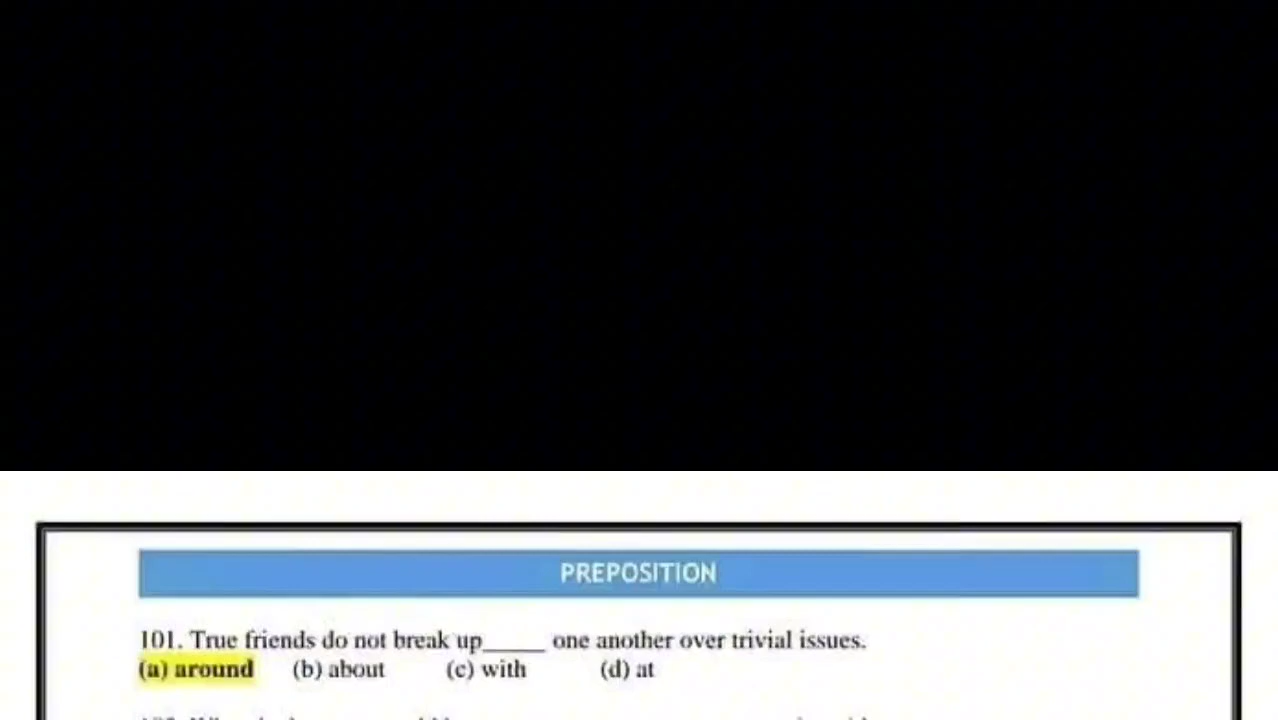 PREPOSITION
101. True friends do not break up_____ one another over trivial issues.
(a) around (b) about (c) with (d) at